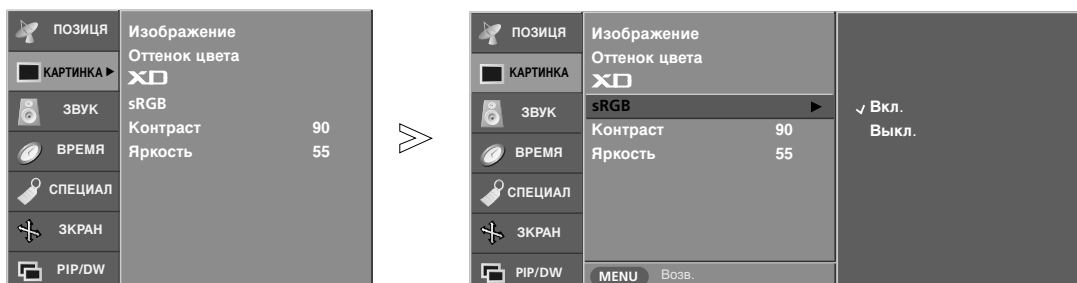 ПОЗИЦЯ
КАРТИНКА
ЗВУК
ВРЕМЯ
СПЕЦИАЛ
ЗКРАН
PIP/DW
Изображение
Оттенок цвета
XD
sRGB
Контраст 90
Яркость 55
ПОЗИЦЯ
КАРТИНКА
ЗВУК
ВРЕМЯ
СПЕЦИАЛ
ЗКРАН
PIP/DW
Изображение
Оттенок цвета
XD
sRGB
Контраст 90
Яркость 55
MENU Возв.
Вкл.
Выкл.